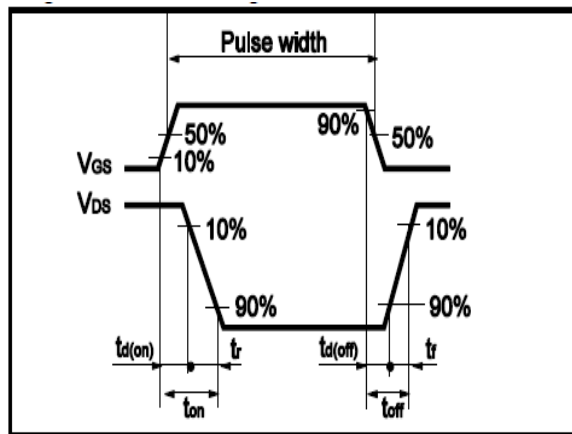 Pulse width
90%
50% 50%
VGS 10%
VDS
10% 10%
90% 90%
td(on) tr td(off) tf
ton toff